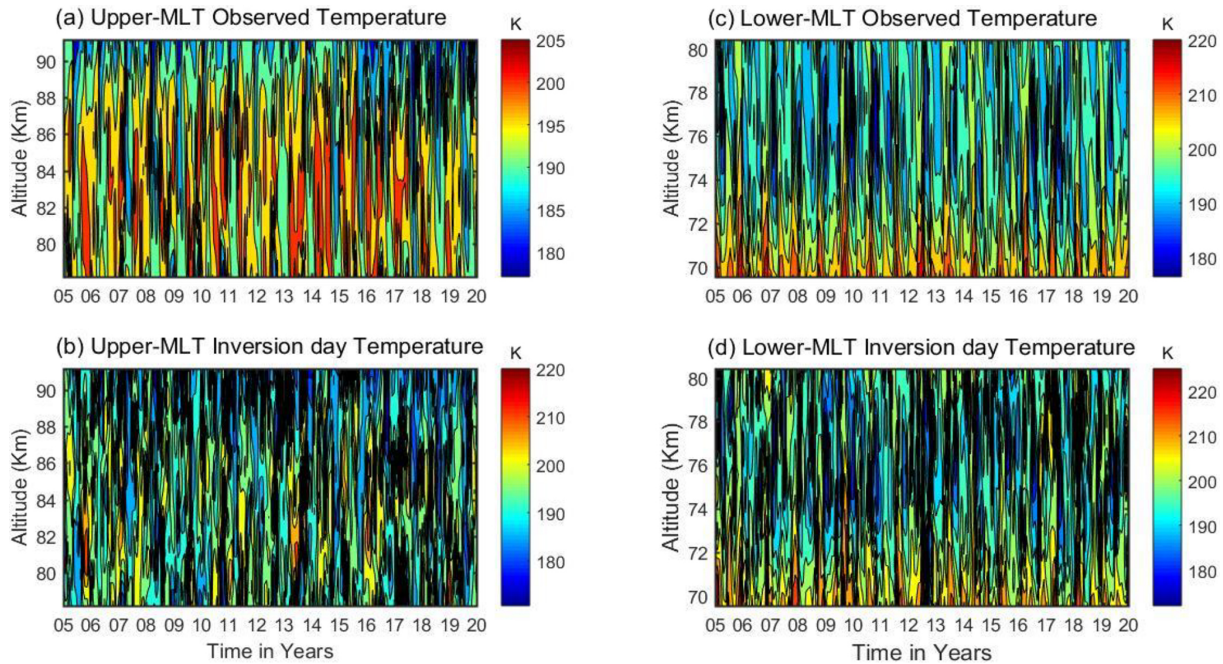 (a) Upper-MLT Observed Temperature
K
205
200
195
190
185
180
90
88
86
84
82
80
Altitude (Km)
05 06 07 08 09 10 11 12 13 14 15 16 17 18 19 20
(c) Lower-MLT Observed Temperature
K
220
210
200
190
180
80
78
76
74
72
70
Altitude (Km)
05 06 07 08 09 10 11 12 13 14 15 16 17 18 19 20
(b) Upper-MLT Inversion day Temperature
K
220
210
200
190
180
90
88
86
84
82
80
Altitude (Km)
05 06 07 08 09 10 11 12 13 14 15 16 17 18 19 20
Time in Years
(d) Lower-MLT Inversion day Temperature
K
220
210
200
190
180
80
78
76
74
72
70
Altitude (Km)
05 06 07 08 09 10 11 12 13 14 15 16 17 18 19 20
Time in Years